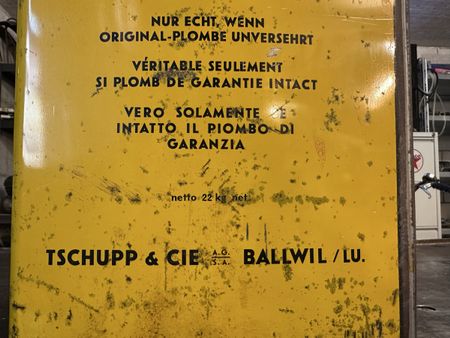 NUR ECHT, WENN
ORIGINAL-PLOMBE UNVERSEHRT
VÉRITABLE SEULEMENT
SI PLOMB DE GARANTIE INTACT
VERO SOLAMENTE SE
INTATTO IL PIOMBO DI
GARANZIA
netto 22 kg net
TSCHUPP & CIE A.G. S.A. BALLWIL / LU.